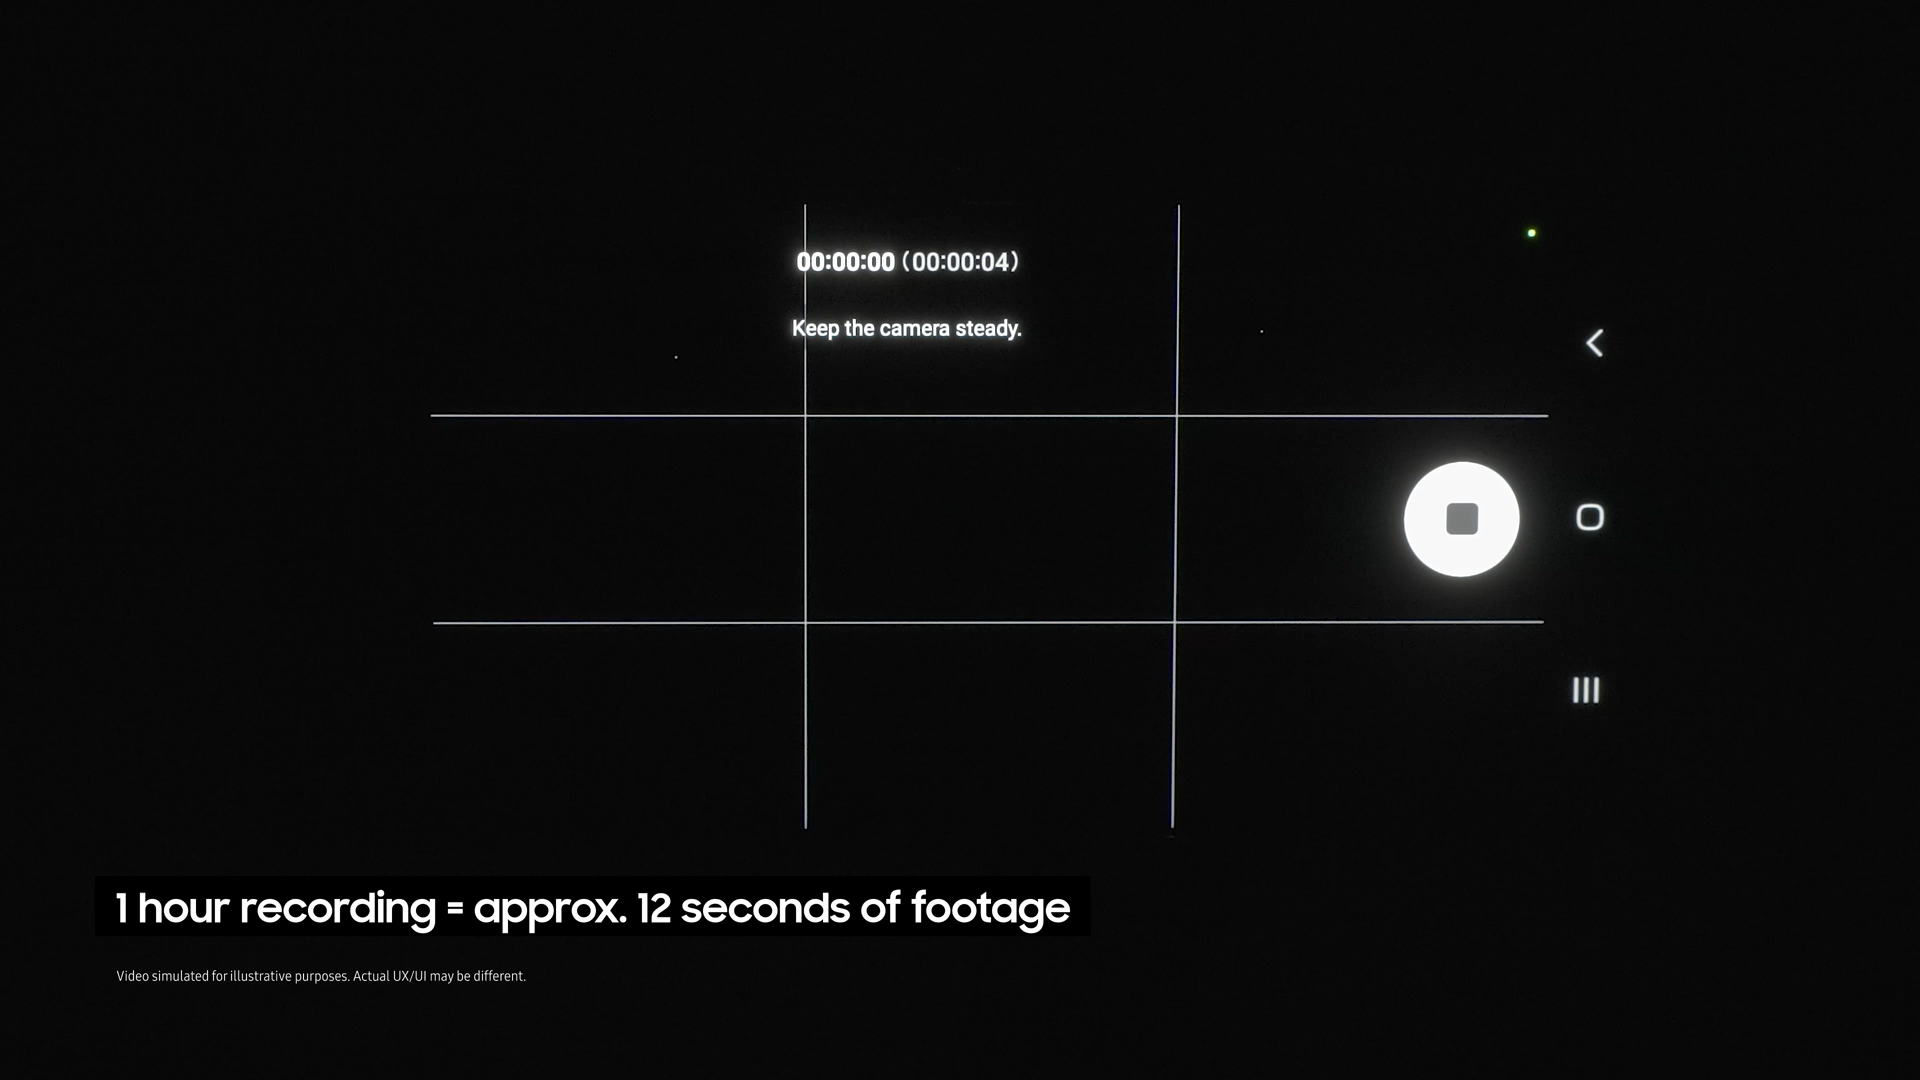 00:00:00 (00:00:04)
Keep the camera steady.
1 hour recording = approx. 12 seconds of footage
Video simulated for illustrative purposes. Actual UX/UI may be different.